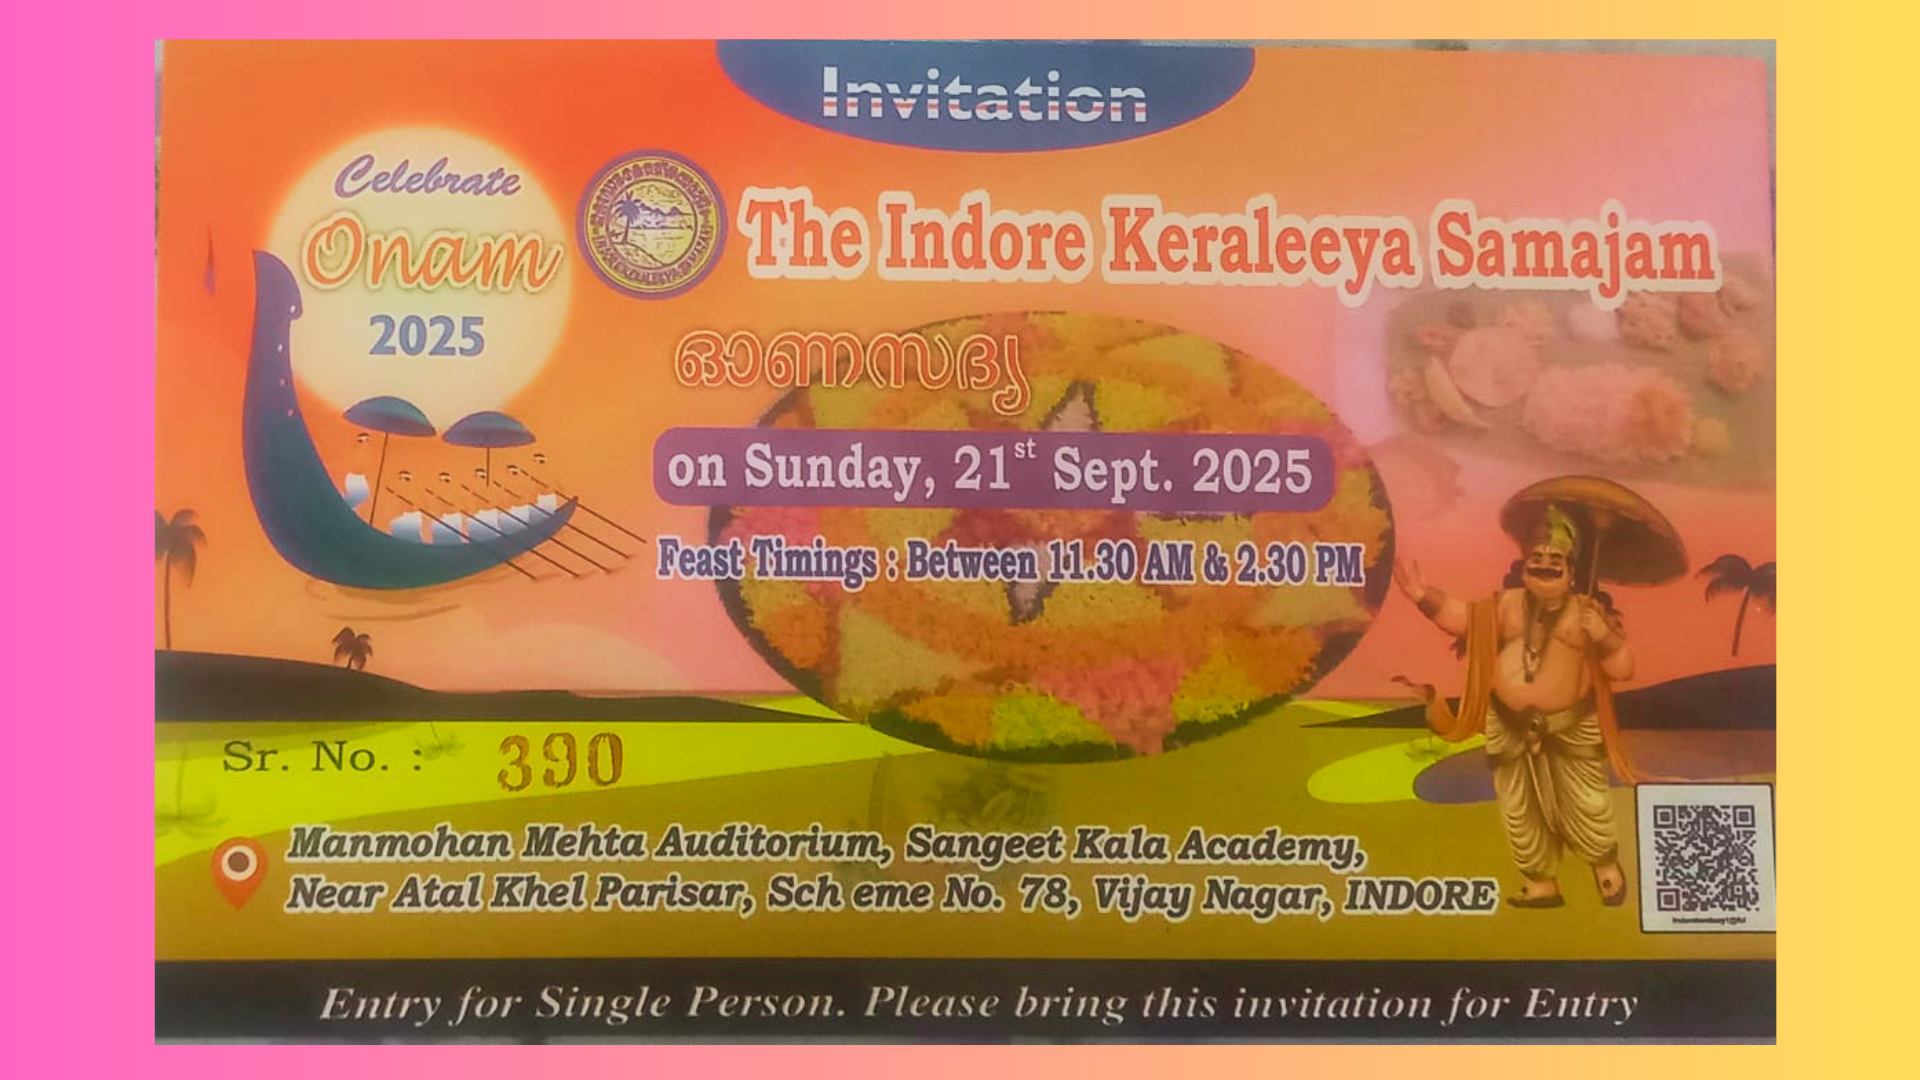 Invitation
Celebrate
Onam
2025
The Indore Keraleeya Samajam
ഓണസദ്യ
on Sunday, 21st Sept. 2025
Feast Timings : Between 11.30 AM & 2.30 PM
Sr. No. : 390
Manmohan Mehta Auditorium, Sangeet Kala Academy,
Near Atal Khel Parisar, Sch eme No. 78, Vijay Nagar, INDORE
Entry for Single Person. Please bring this invitation for Entry